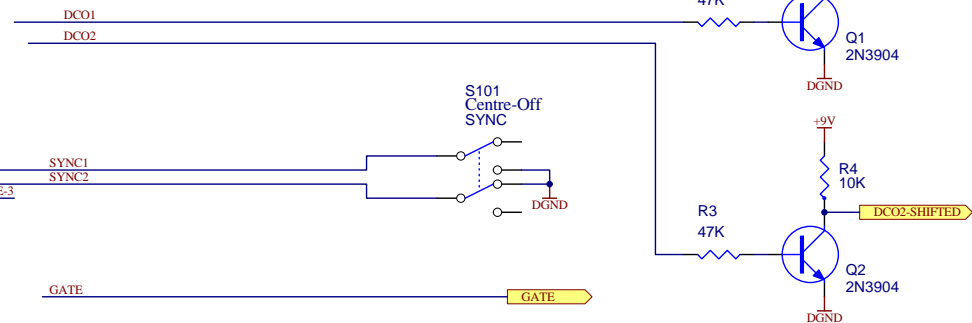 47K
DCO1
DCO2
Q1
2N3904
DGND
S101
Centre-Off
SYNC
+9V
SYNC1
SYNC2
E-3
R4
10K
DGND
DCO2-SHIFTED
R3
47K
Q2
2N3904
GATE
GATE
DGND